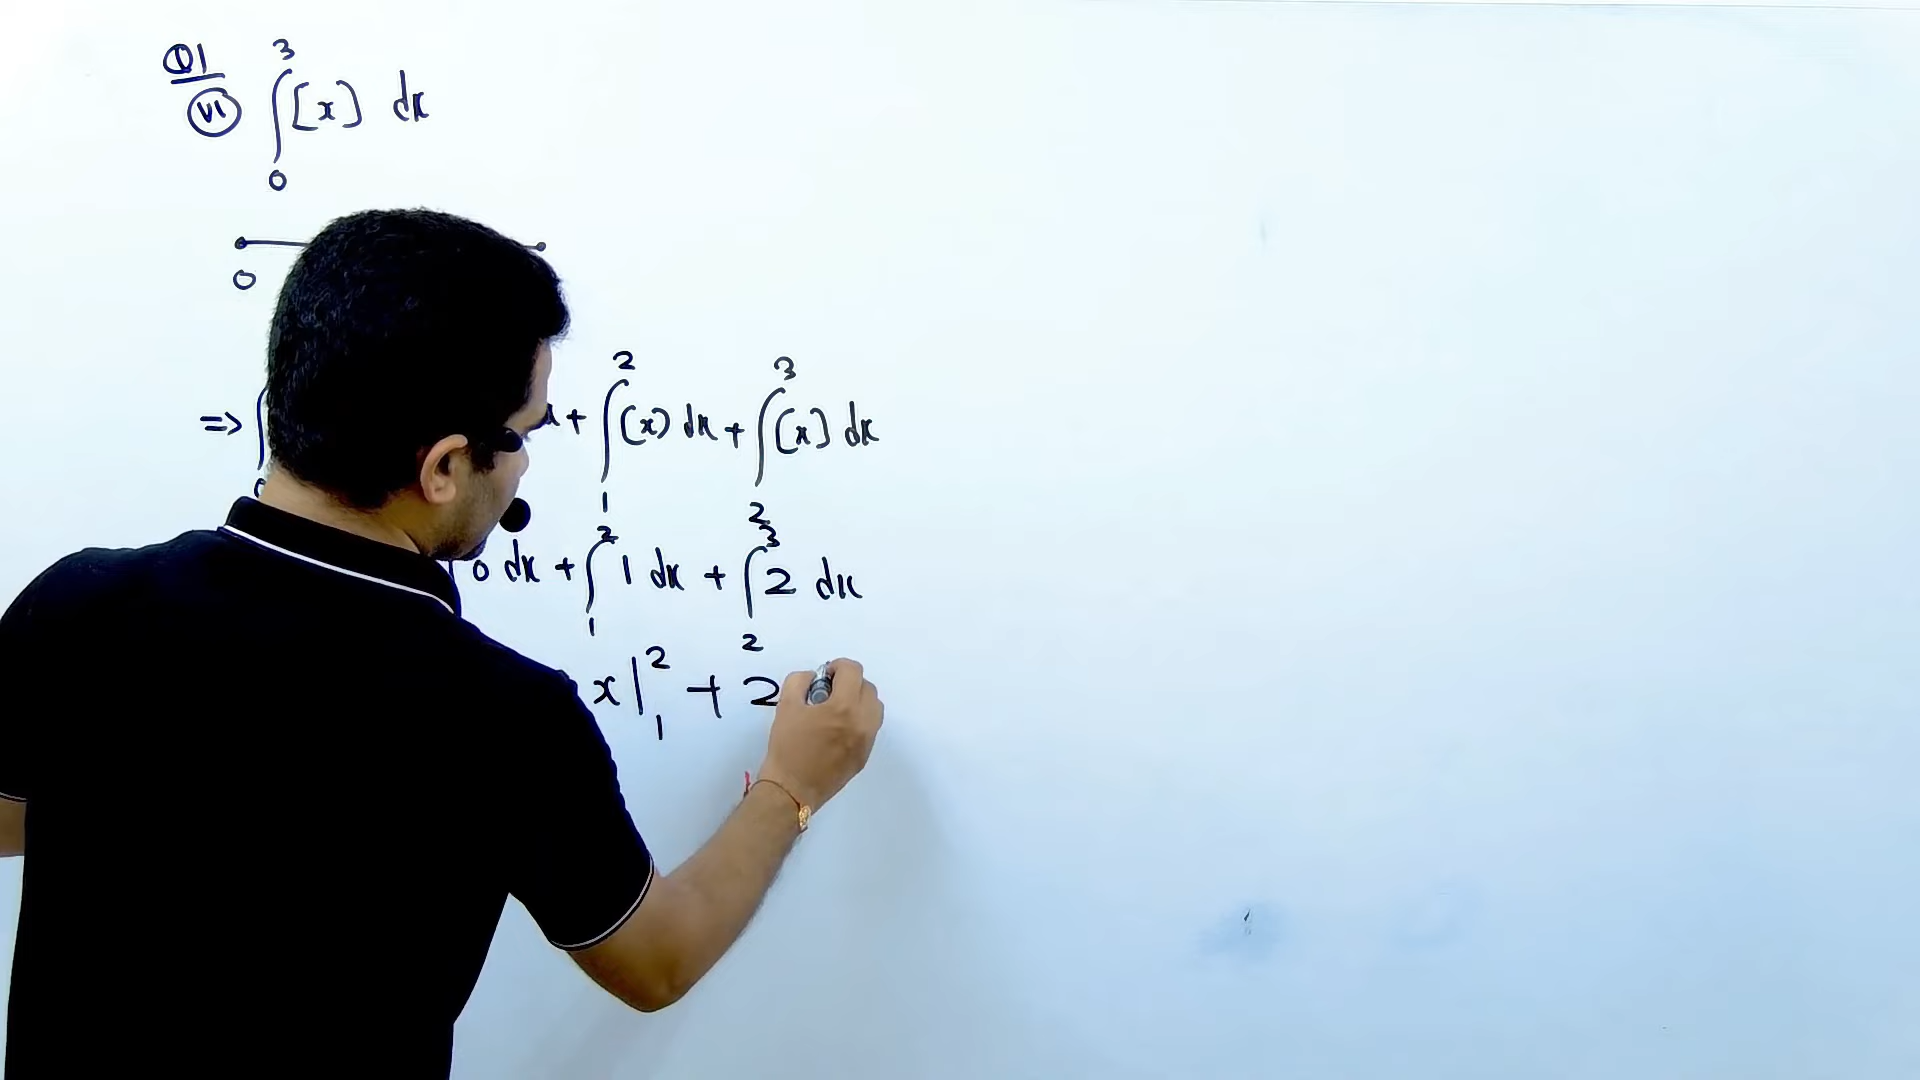 Q1
(VI) ∫₀³ [x] dx
0
=> ∫ + ∫₁² [x] dx + ∫₂³ [x] dx
∫ 0 dx + ∫₁² 1 dx + ∫₂³ 2 dx
x|₁² + 2